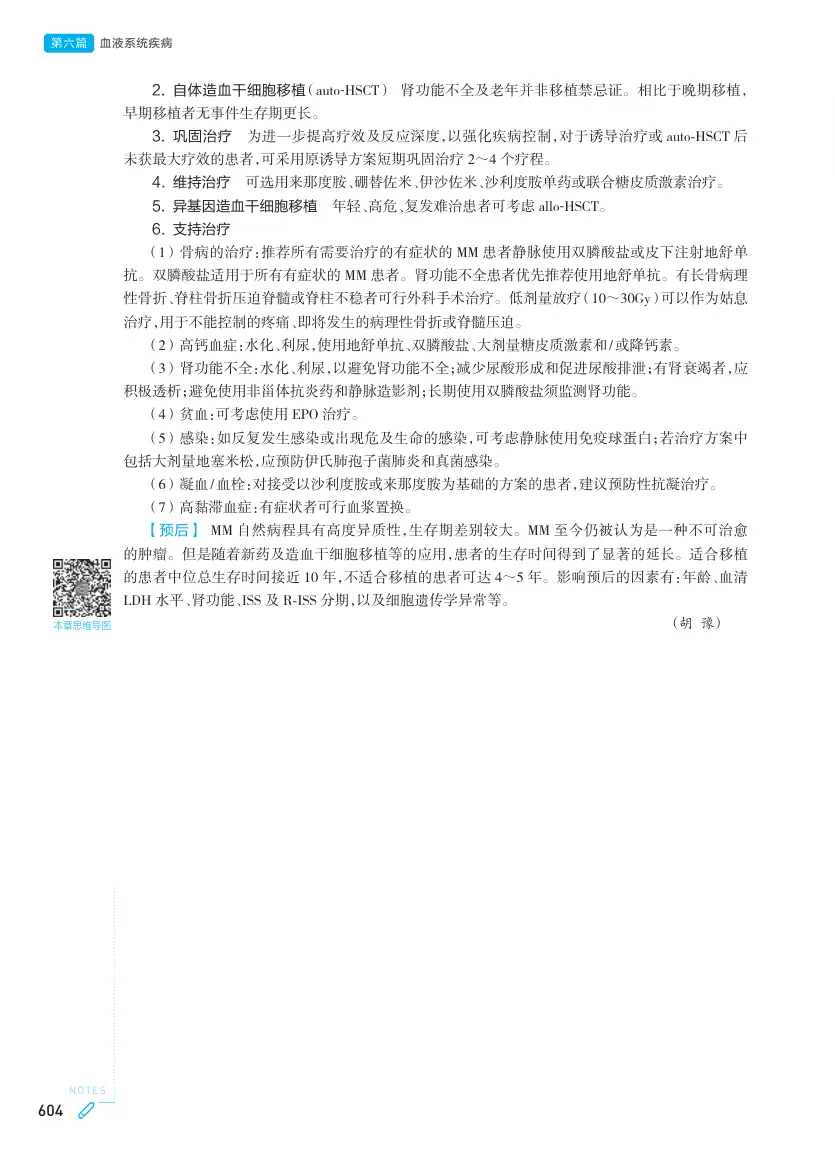 第六篇 血液系统疾病
2. 自体造血干细胞移植（auto-HSCT） 肾功能不全及老年并非移植禁忌证。相比于晚期移植，
早期移植者无事件生存期更长。
3. 巩固治疗 为进一步提高疗效及反应深度，以强化疾病控制，对于诱导治疗或 auto-HSCT 后
未获最大疗效的患者，可采用原诱导方案短期巩固治疗 2～4 个疗程。
4. 维持治疗 可选用来那度胺、硼替佐米、伊沙佐米、沙利度胺单药或联合糖皮质激素治疗。
5. 异基因造血干细胞移植 年轻、高危、复发难治患者可考虑 allo-HSCT。
6. 支持治疗
（1）骨病的治疗：推荐所有需要治疗的有症状的 MM 患者静脉使用双膦酸盐或皮下注射地舒单
抗。双膦酸盐适用于所有有症状的 MM 患者。肾功能不全患者优先推荐使用地舒单抗。有长骨病理
性骨折、脊柱骨折压迫脊髓或脊柱不稳者可行外科手术治疗。低剂量放疗（10～30Gy）可以作为姑息
治疗，用于不能控制的疼痛、即将发生的病理性骨折或脊髓压迫。
（2）高钙血症：水化、利尿，使用地舒单抗、双膦酸盐、大剂量糖皮质激素和/或降钙素。
（3）肾功能不全：水化、利尿，以避免肾功能不全；减少尿酸形成和促进尿酸排泄；有肾衰竭者，应
积极透析；避免使用非甾体抗炎药和静脉造影剂；长期使用双膦酸盐须监测肾功能。
（4）贫血：可考虑使用 EPO 治疗。
（5）感染：如反复发生感染或出现危及生命的感染，可考虑静脉使用免疫球蛋白；若治疗方案中
包括大剂量地塞米松，应预防伊氏肺孢子菌肺炎和真菌感染。
（6）凝血/血栓：对接受以沙利度胺或来那度胺为基础的方案的患者，建议预防性抗凝治疗。
（7）高黏滞血症：有症状者可行血浆置换。
【预后】 MM 自然病程具有高度异质性，生存期差别较大。MM 至今仍被认为是一种不可治愈
的肿瘤。但是随着新药及造血干细胞移植等的应用，患者的生存时间得到了显著的延长。适合移植
的患者中位总生存时间接近 10 年，不适合移植的患者可达 4～5 年。影响预后的因素有：年龄、血清
LDH 水平、肾功能、ISS 及 R-ISS 分期，以及细胞遗传学异常等。
（胡 豫）
本章思维导图
NOTES
604